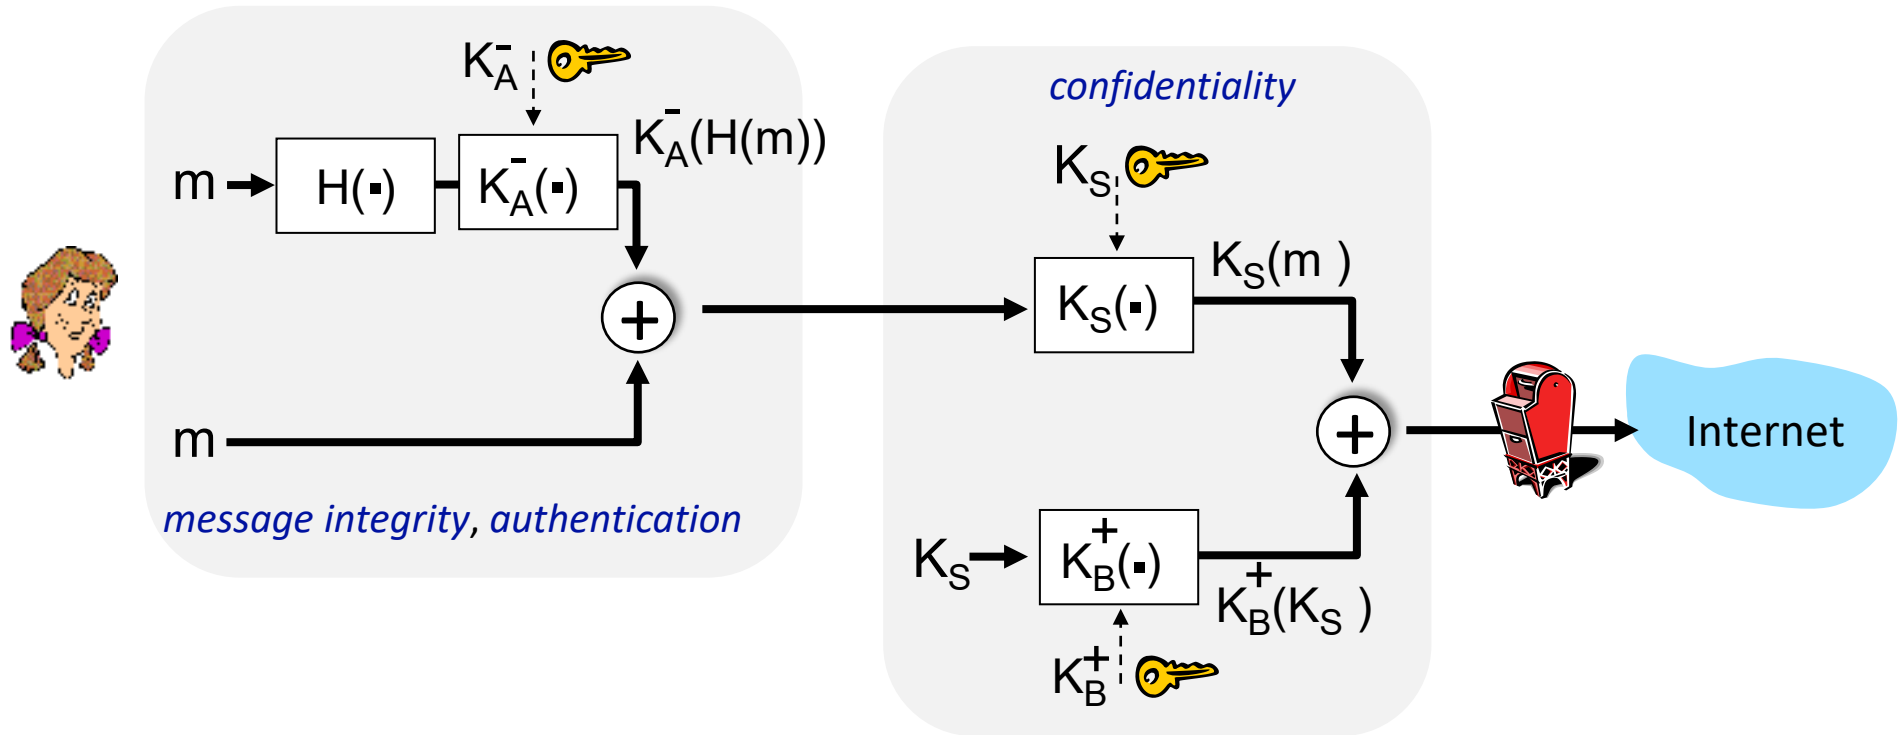 K_A^-
K_A^-(H(m))
m
H(▪)
K_A^-(▪)
m
message integrity, authentication
confidentiality
K_S
K_S(▪)
K_S(m )
K_S
K_B^+(▪)
K_B^+(K_S )
K_B^+
Internet